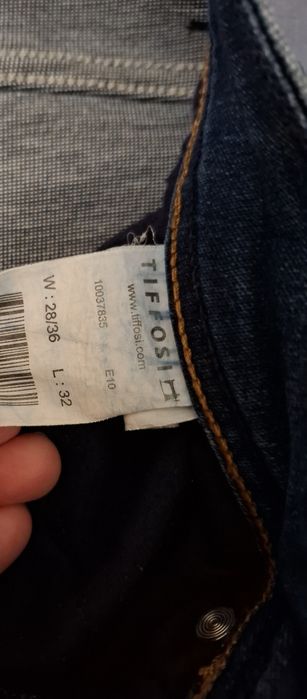 TIFFOSI
www.tiffosi.com
10037835 E10
W : 28/36 L : 32